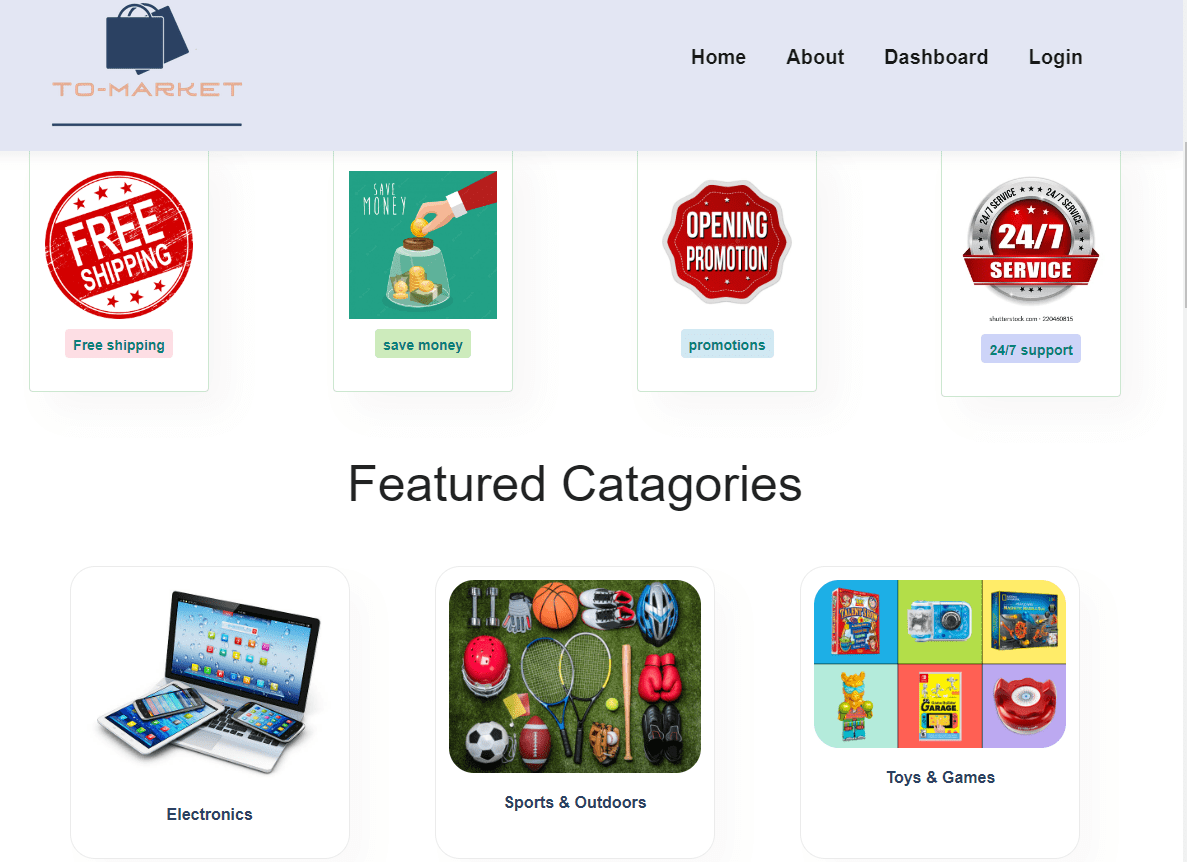 TO-MARKET
Home
About
Dashboard
Login
FREE
SHIPPING
Free shipping
SAVE
MONEY
save money
OPENING
PROMOTION
promotions
24/7 SERVICE
24/7 SERVICE
24/7
SERVICE
shutterstock.com · 220460815
24/7 support
Featured Catagories
Electronics
Sports & Outdoors
GARAGE
Toys & Games